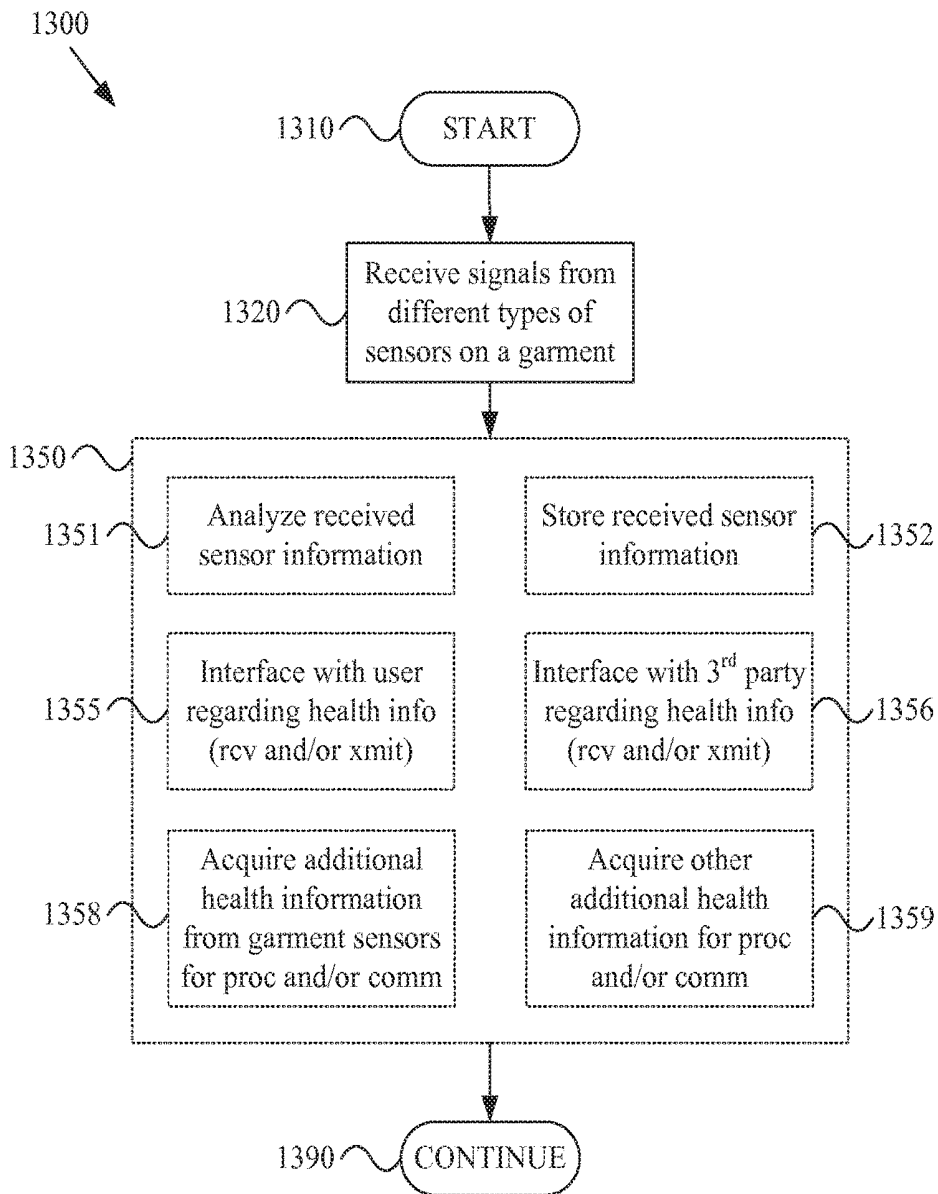 1300
1310
START
1320
Receive signals from
different types of
sensors on a garment
1350
1351
Analyze received
sensor information
Store received sensor
information
1352
1355
Interface with user
regarding health info
(rcv and/or xmit)
Interface with 3rd party
regarding health info
(rcv and/or xmit)
1356
1358
Acquire additional
health information
from garment sensors
for proc and/or comm
Acquire other
additional health
information for proc
and/or comm
1359
1390
CONTINUE